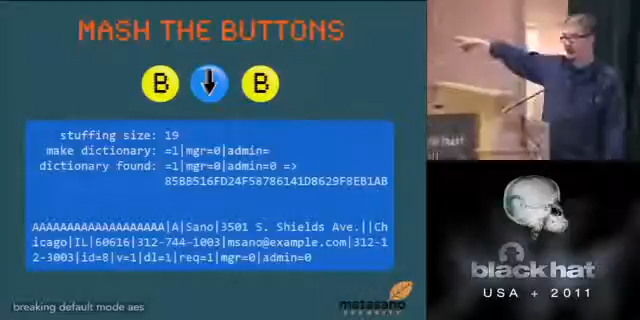 MASH THE BUTTONS
B B
stuffing size: 19
make dictionary: =1|mgr=0|admin=
dictionary found: =1|mgr=0|admin=0 =>
85BB516FD24F58786141D8629F8EB1AB
AAAAAAAAAAAAAAAAAAA|A|Sano|3501 S. Shields Ave.||Ch
icago|IL|60616|312-744-1003|msano@example.com|312-1
2-3003|id=8|v=1|dl=1|req=1|mgr=0|admin=0
breaking default mode aes
matasano
SECURITY
black hat
USA + 2011